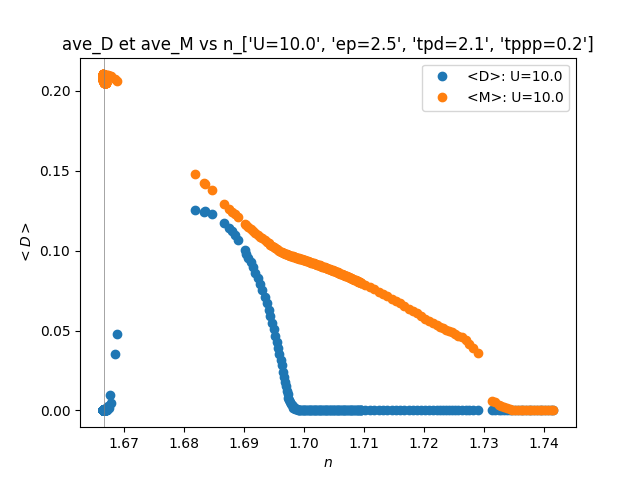 ave_D et ave_M vs n_['U=10.0', 'ep=2.5', 'tpd=2.1', 'tppp=0.2']
<D>: U=10.0
<M>: U=10.0
0.20
0.15
0.10
0.05
0.00
<D>
1.67 1.68 1.69 1.70 1.71 1.72 1.73 1.74
n